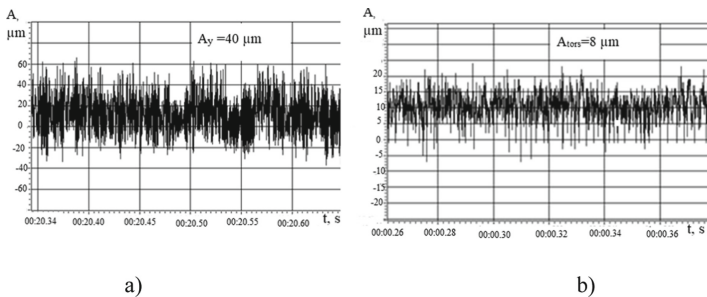 A,
µm
Ay =40 µm
60
40
20
0
-20
-40
-60
00:20.34
00:20.40
00:20.45
00:20.50
00:20.55
00:20.60
t, s
a)
A,
µm
Ators=8 µm
20
15
10
5
0
-5
-10
-15
-20
00:00.26
00:00.28
00:00.30
00:00.32
00:00.34
00:00.36
t, s
b)